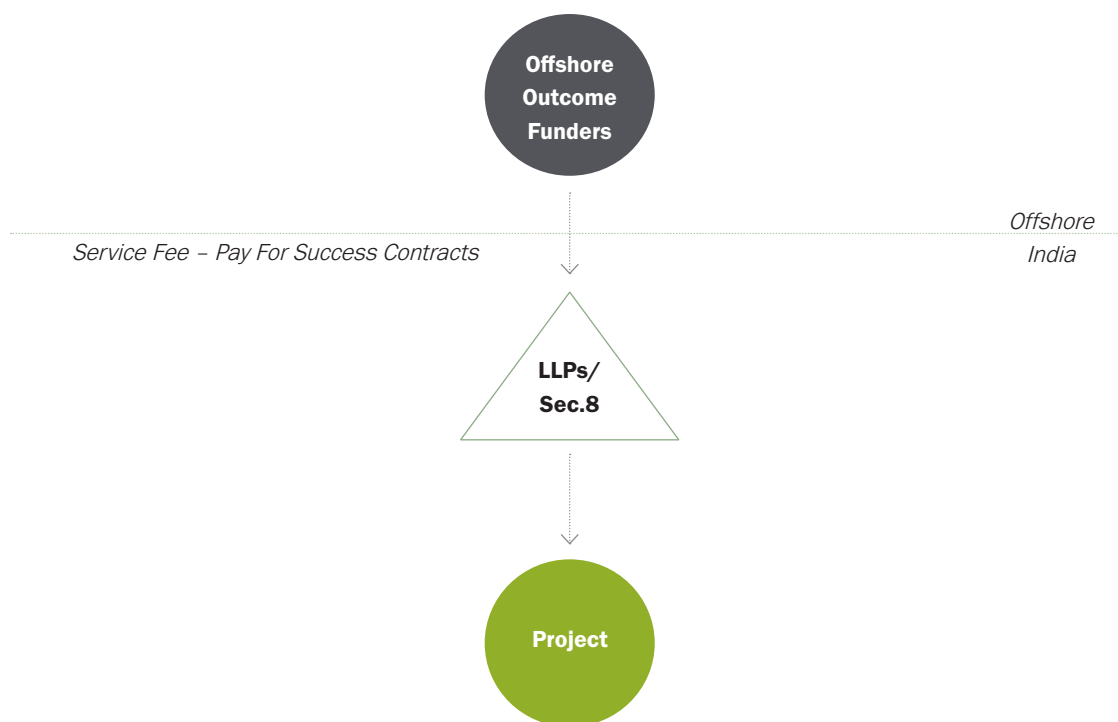 Offshore
Outcome
Funders
Offshore
Service Fee – Pay For Success Contracts
India
LLPs/
Sec.8
Project